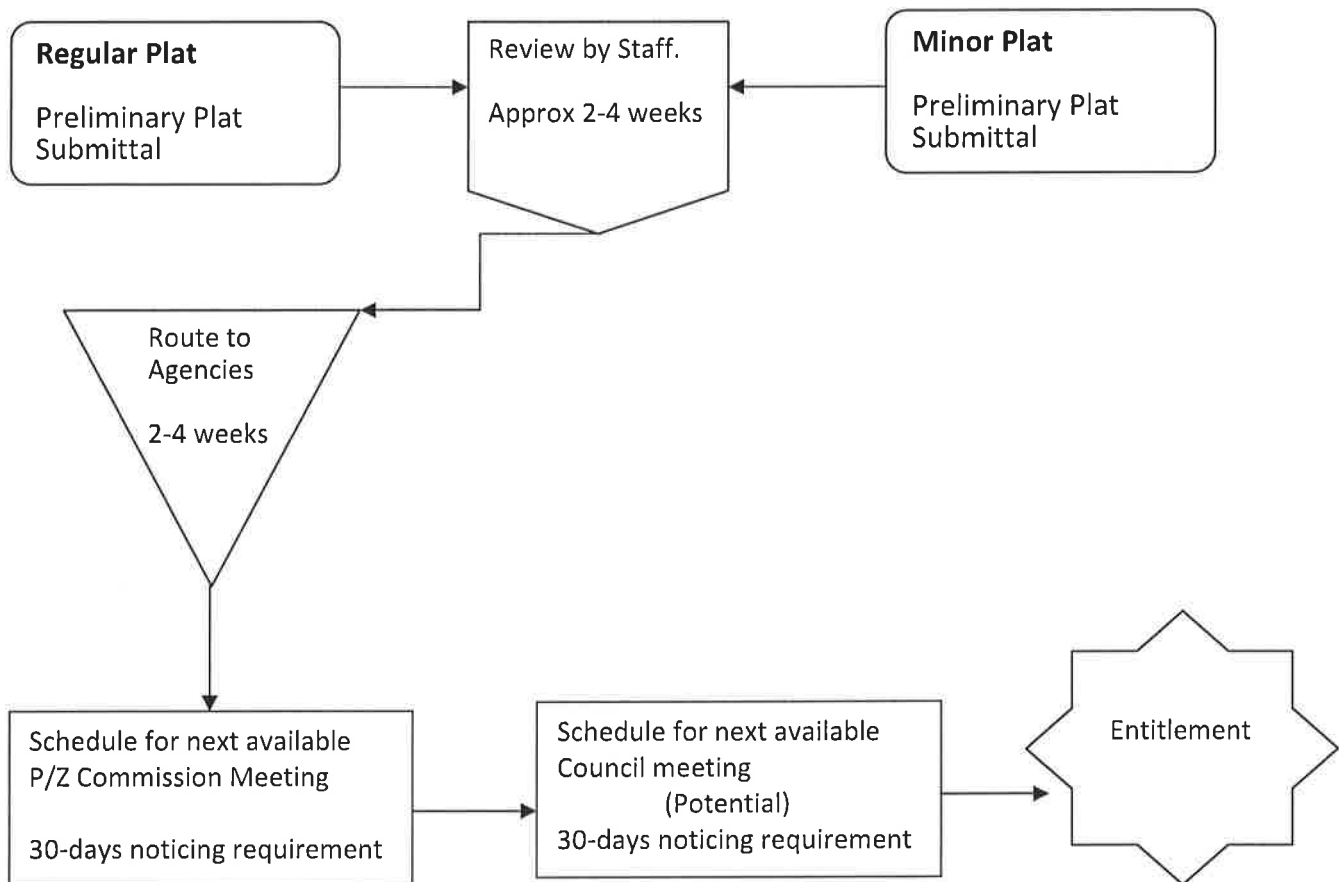 Regular Plat
Preliminary Plat
Submittal
Review by Staff.
Approx 2-4 weeks
Minor Plat
Preliminary Plat
Submittal
Route to
Agencies
2-4 weeks
Schedule for next available
P/Z Commission Meeting
30-days noticing requirement
Schedule for next available
Council meeting
(Potential)
30-days noticing requirement
Entitlement